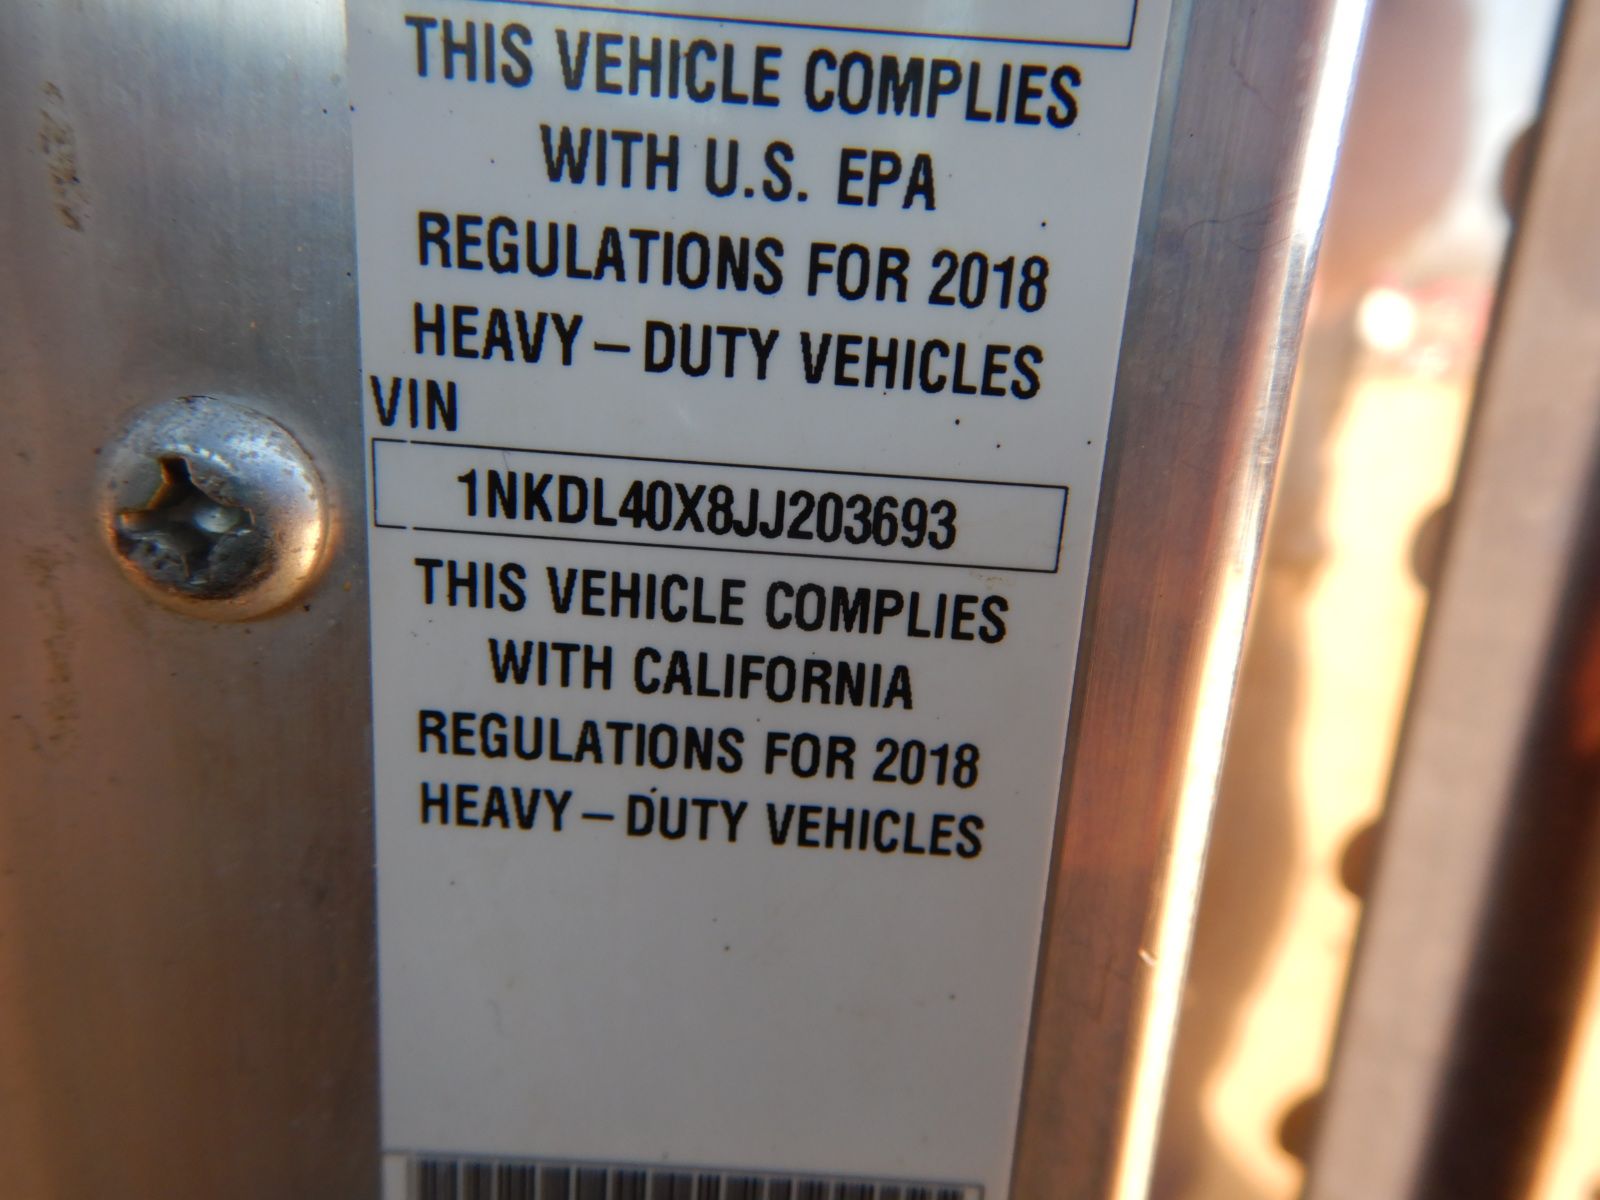 THIS VEHICLE COMPLIES
WITH U.S. EPA
REGULATIONS FOR 2018
HEAVY-DUTY VEHICLES
VIN
1NKDL40X8JJ203693
THIS VEHICLE COMPLIES
WITH CALIFORNIA
REGULATIONS FOR 2018
HEAVY-DUTY VEHICLES